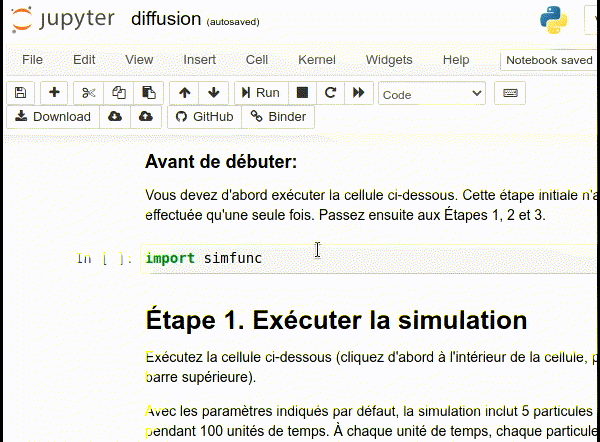 jupyter diffusion (autosaved)
File Edit View Insert Cell Kernel Widgets Help Notebook saved
Run Code
Download GitHub Binder
Avant de débuter:
Vous devez d'abord exécuter la cellule ci-dessous. Cette étape initiale n'a
effectuée qu'une seule fois. Passez ensuite aux Étapes 1, 2 et 3.
In [ ]: import simfunc
Étape 1. Exécuter la simulation
Exécutez la cellule ci-dessous (cliquez d'abord à l'intérieur de la cellule, p
barre supérieure).
Avec les paramètres indiqués par défaut, la simulation inclut 5 particules
pendant 100 unités de temps. À chaque unité de temps, chaque particule